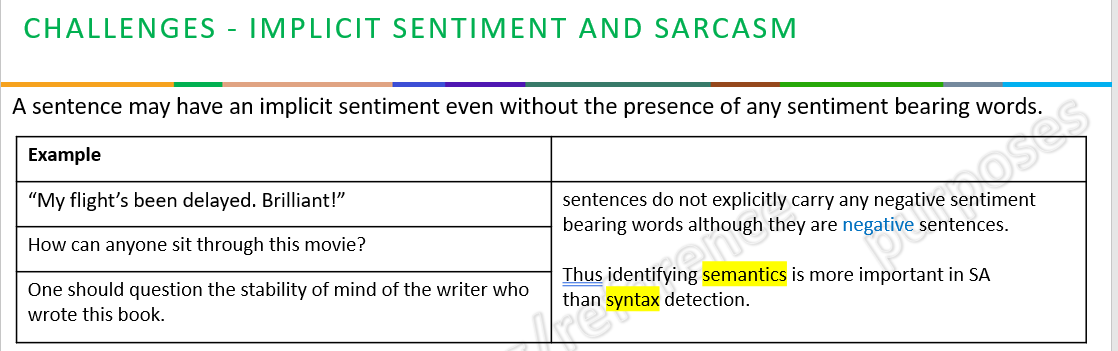 CHALLENGES - IMPLICIT SENTIMENT AND SARCASM
A sentence may have an implicit sentiment even without the presence of any sentiment bearing words.
Example
“My flight’s been delayed. Brilliant!”
How can anyone sit through this movie?
One should question the stability of mind of the writer who
wrote this book.
sentences do not explicitly carry any negative sentiment
bearing words although they are negative sentences.
Thus identifying semantics is more important in SA
than syntax detection.
/reference purposes